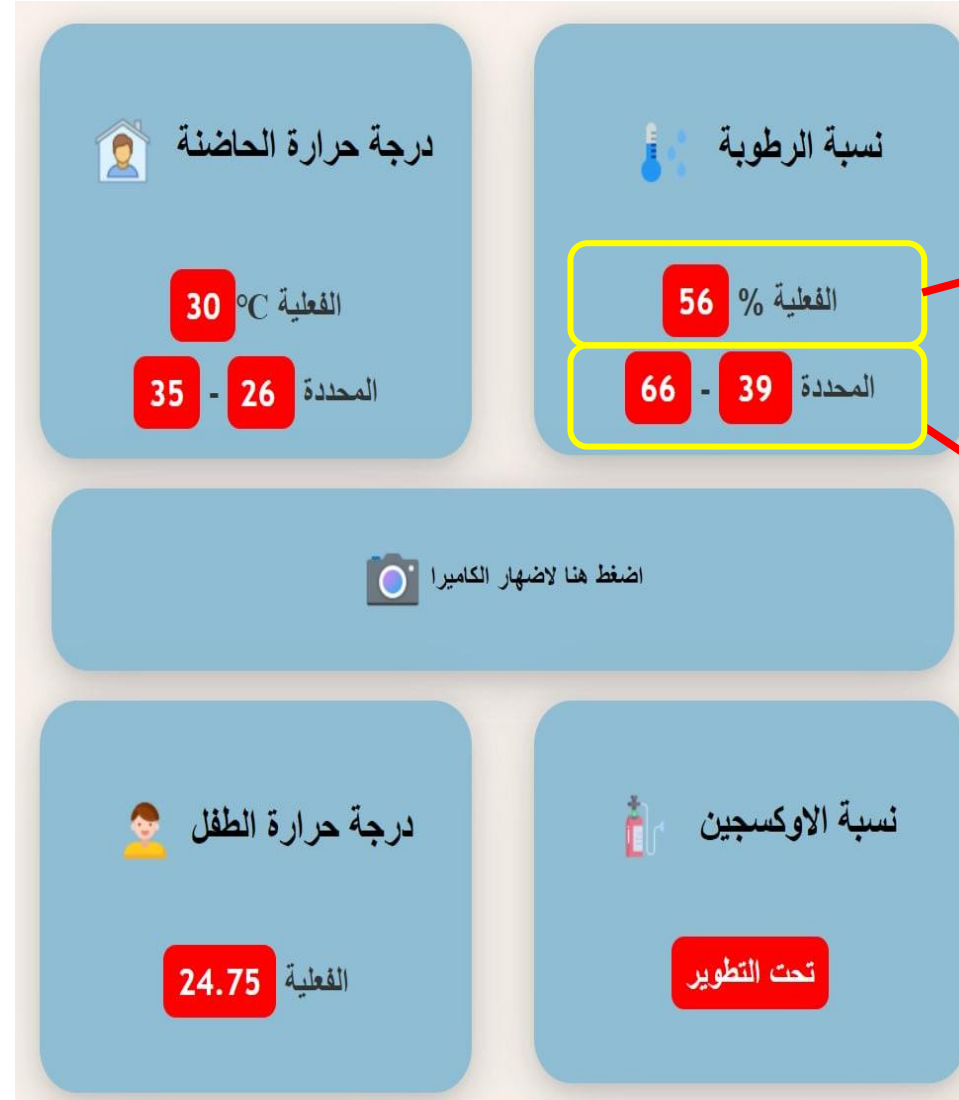 نسبة الرطوبة
الفعلية % 56
المحددة 39 - 66
درجة حرارة الحاضنة
الفعلية °C 30
المحددة 26 - 35
اضغط هنا لاضهار الكاميرا
نسبة الاوكسجين
تحت التطوير
درجة حرارة الطفل
الفعلية 24.75